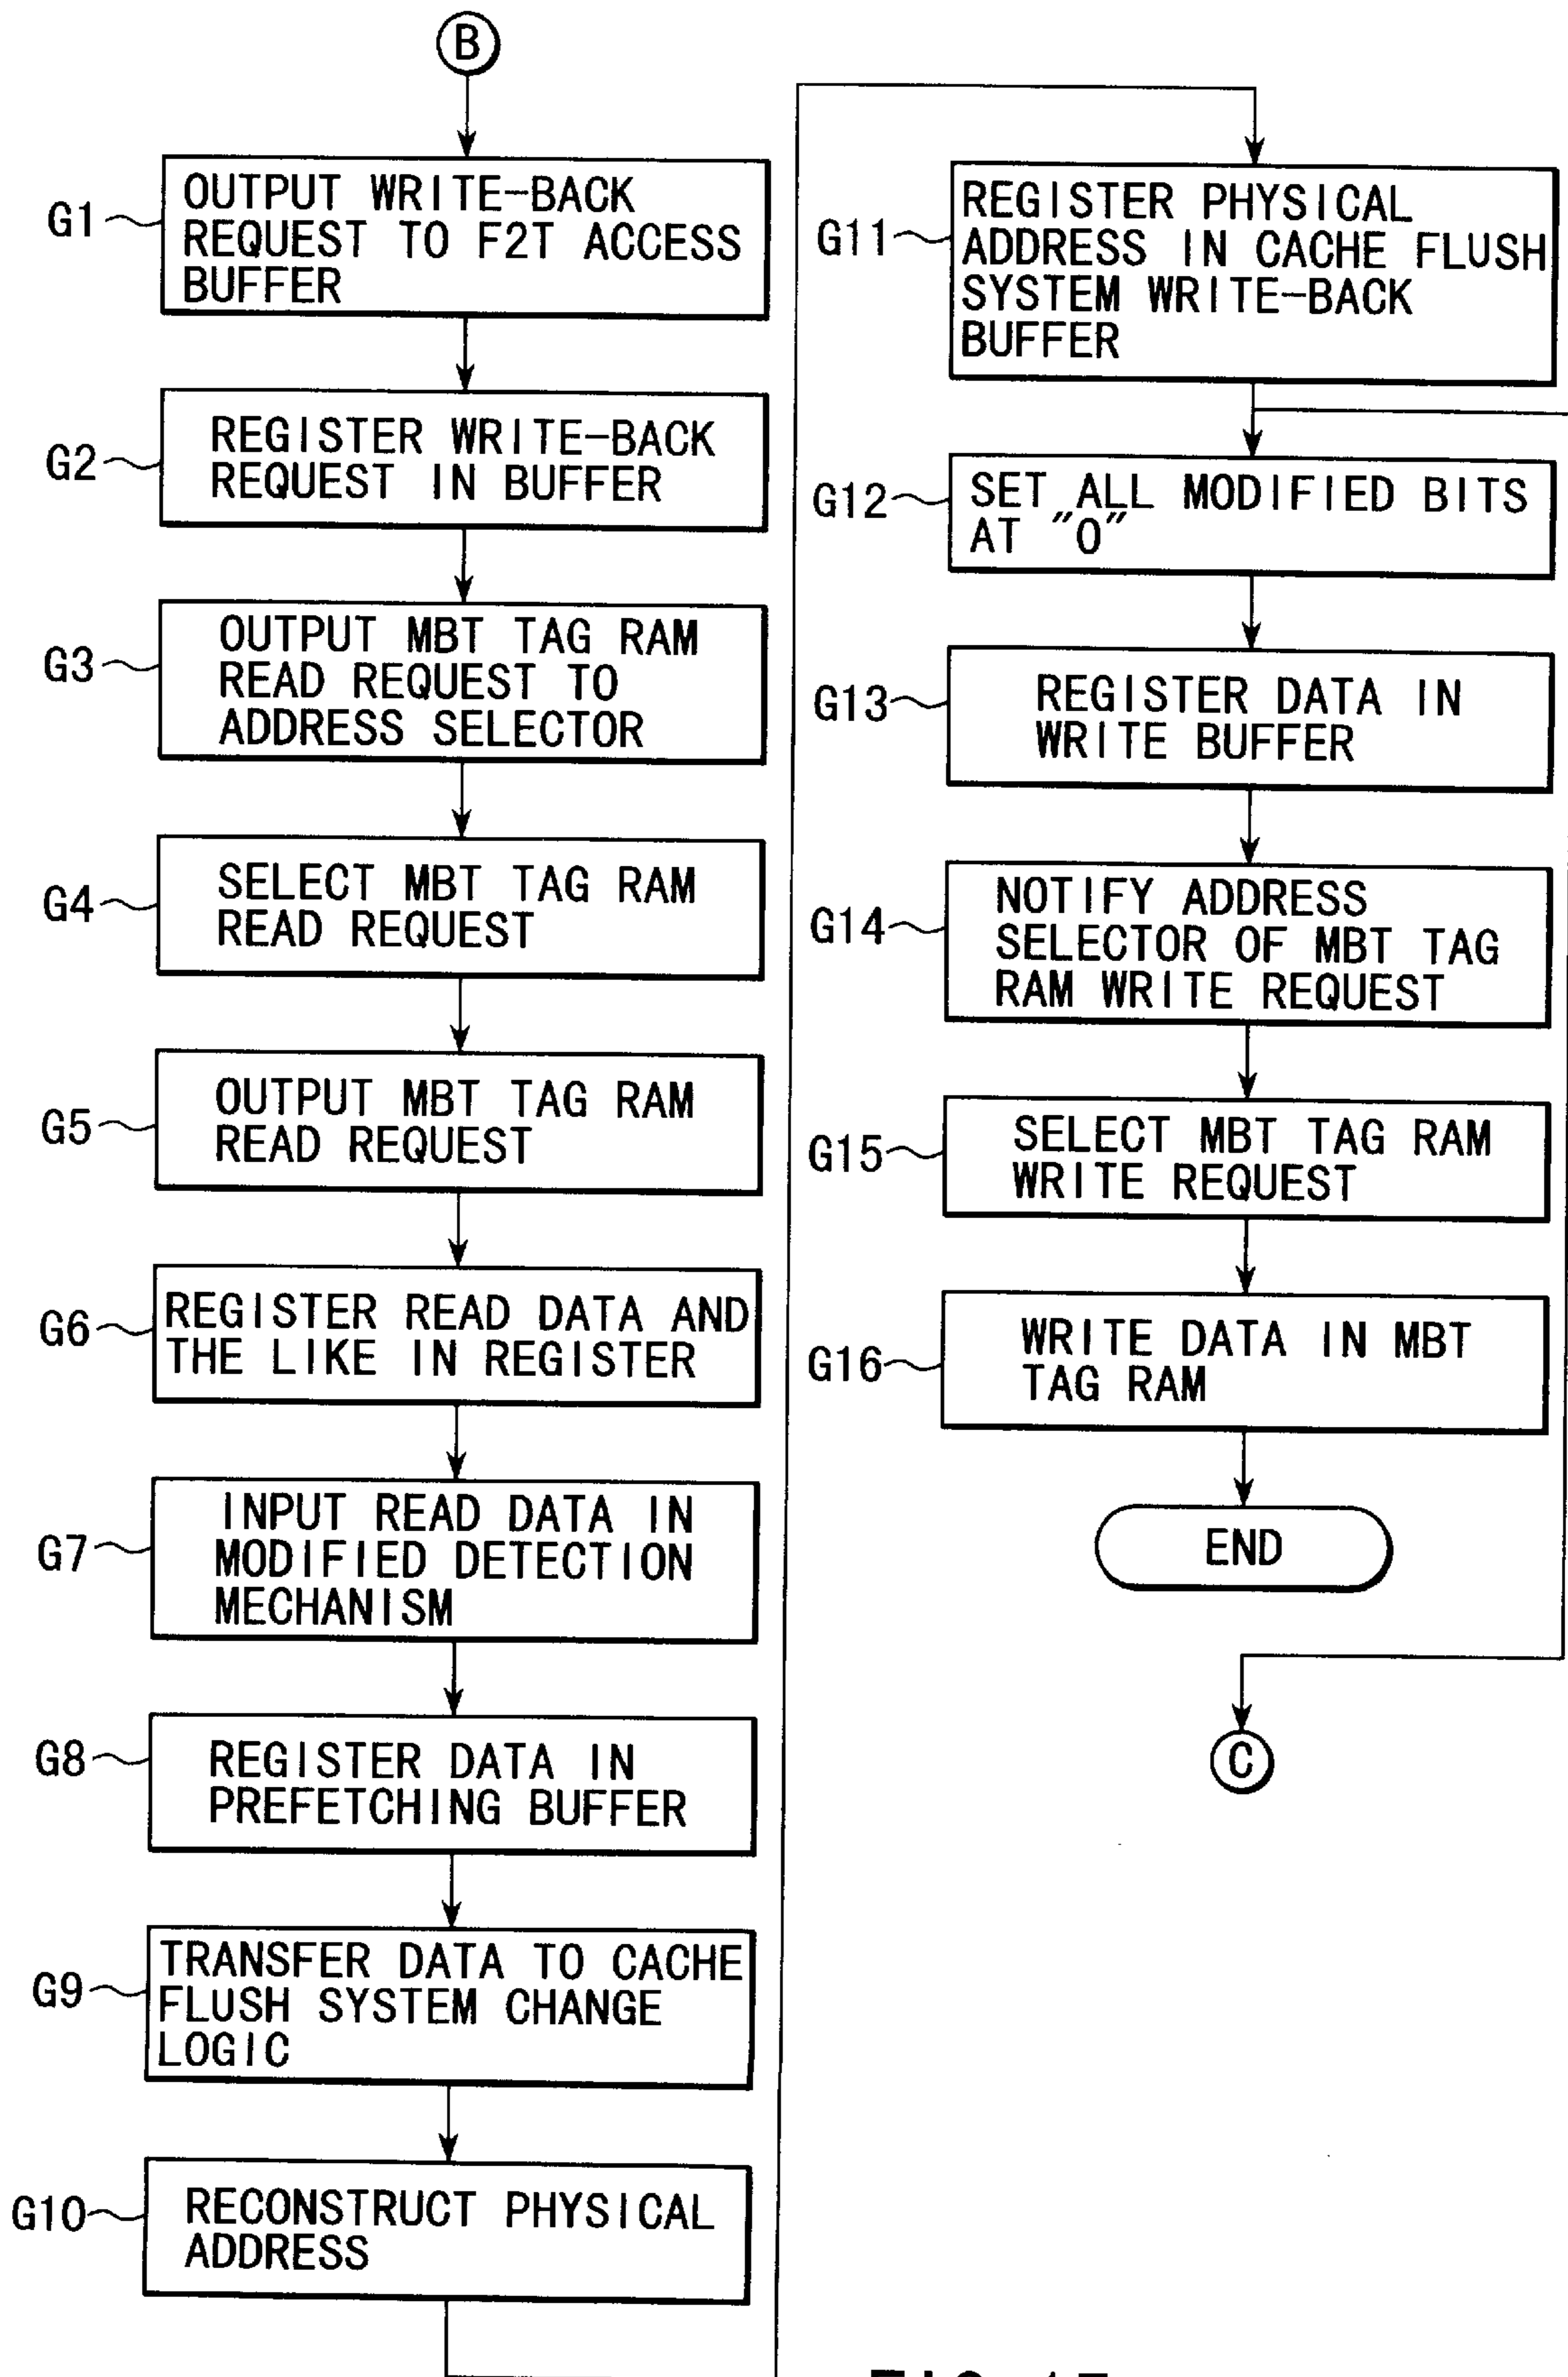 B
G1
OUTPUT WRITE-BACK
REQUEST TO F2T ACCESS
BUFFER
G2
REGISTER WRITE-BACK
REQUEST IN BUFFER
G3
OUTPUT MBT TAG RAM
READ REQUEST TO
ADDRESS SELECTOR
G4
SELECT MBT TAG RAM
READ REQUEST
G5
OUTPUT MBT TAG RAM
READ REQUEST
G6
REGISTER READ DATA AND
THE LIKE IN REGISTER
G7
INPUT READ DATA IN
MODIFIED DETECTION
MECHANISM
G8
REGISTER DATA IN
PREFETCHING BUFFER
G9
TRANSFER DATA TO CACHE
FLUSH SYSTEM CHANGE
LOGIC
G10
RECONSTRUCT PHYSICAL
ADDRESS
G11
REGISTER PHYSICAL
ADDRESS IN CACHE FLUSH
SYSTEM WRITE-BACK
BUFFER
G12
SET ALL MODIFIED BITS
AT "0"
G13
REGISTER DATA IN
WRITE BUFFER
G14
NOTIFY ADDRESS
SELECTOR OF MBT TAG
RAM WRITE REQUEST
G15
SELECT MBT TAG RAM
WRITE REQUEST
G16
WRITE DATA IN MBT
TAG RAM
END
C